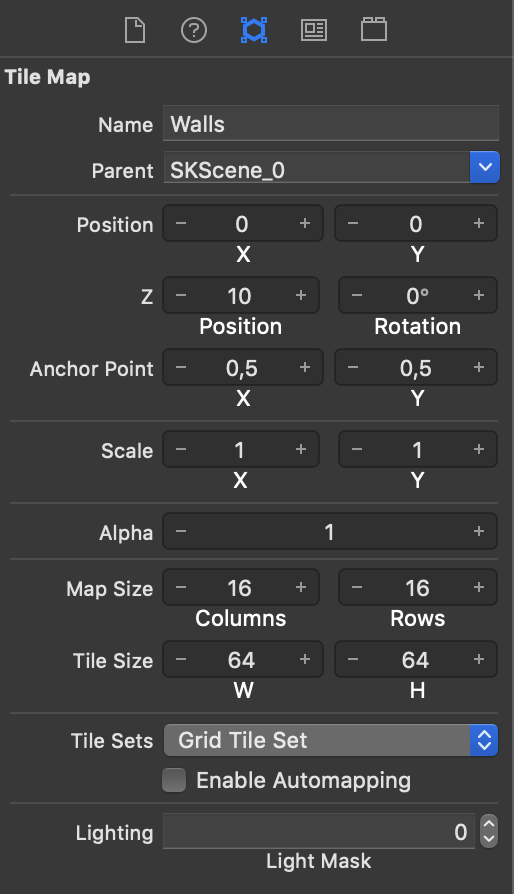 Tile Map
Name Walls
Parent SKScene_0
Position − 0 + − 0 +
X Y
Z − 10 + − 0° +
Position Rotation
Anchor Point − 0,5 + − 0,5 +
X Y
Scale − 1 + − 1 +
X Y
Alpha − 1 +
Map Size − 16 + − 16 +
Columns Rows
Tile Size − 64 + − 64 +
W H
Tile Sets Grid Tile Set
Enable Automapping
Lighting 0
Light Mask